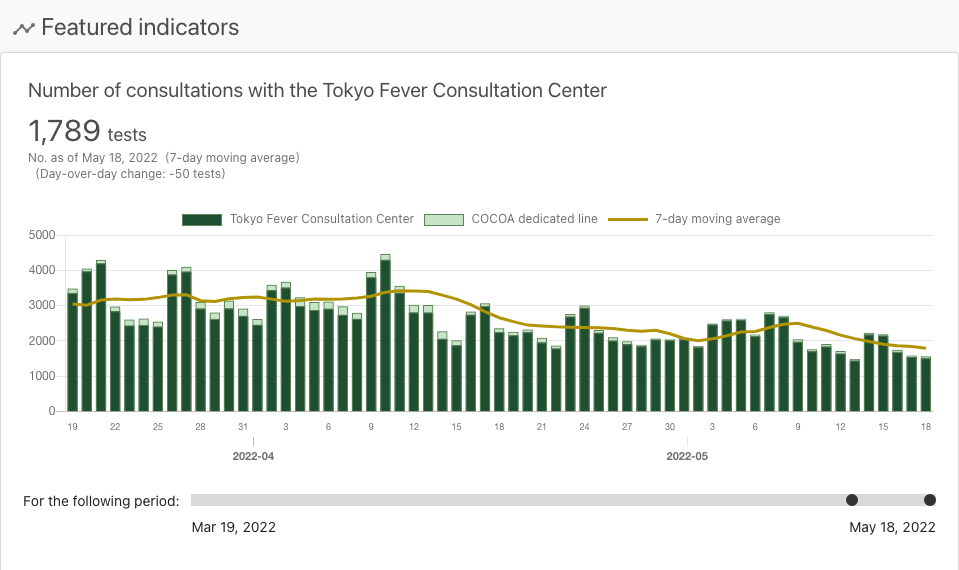 Featured indicators
Number of consultations with the Tokyo Fever Consultation Center
1,789 tests
No. as of May 18, 2022 (7-day moving average)
(Day-over-day change: -50 tests)
Tokyo Fever Consultation Center COCOA dedicated line 7-day moving average
5000
4000
3000
2000
1000
0
19 22 25 28 31 3 6 9 12 15 18 21 24 27 30 3 6 9 12 15 18
2022-04 2022-05
For the following period:
Mar 19, 2022 May 18, 2022